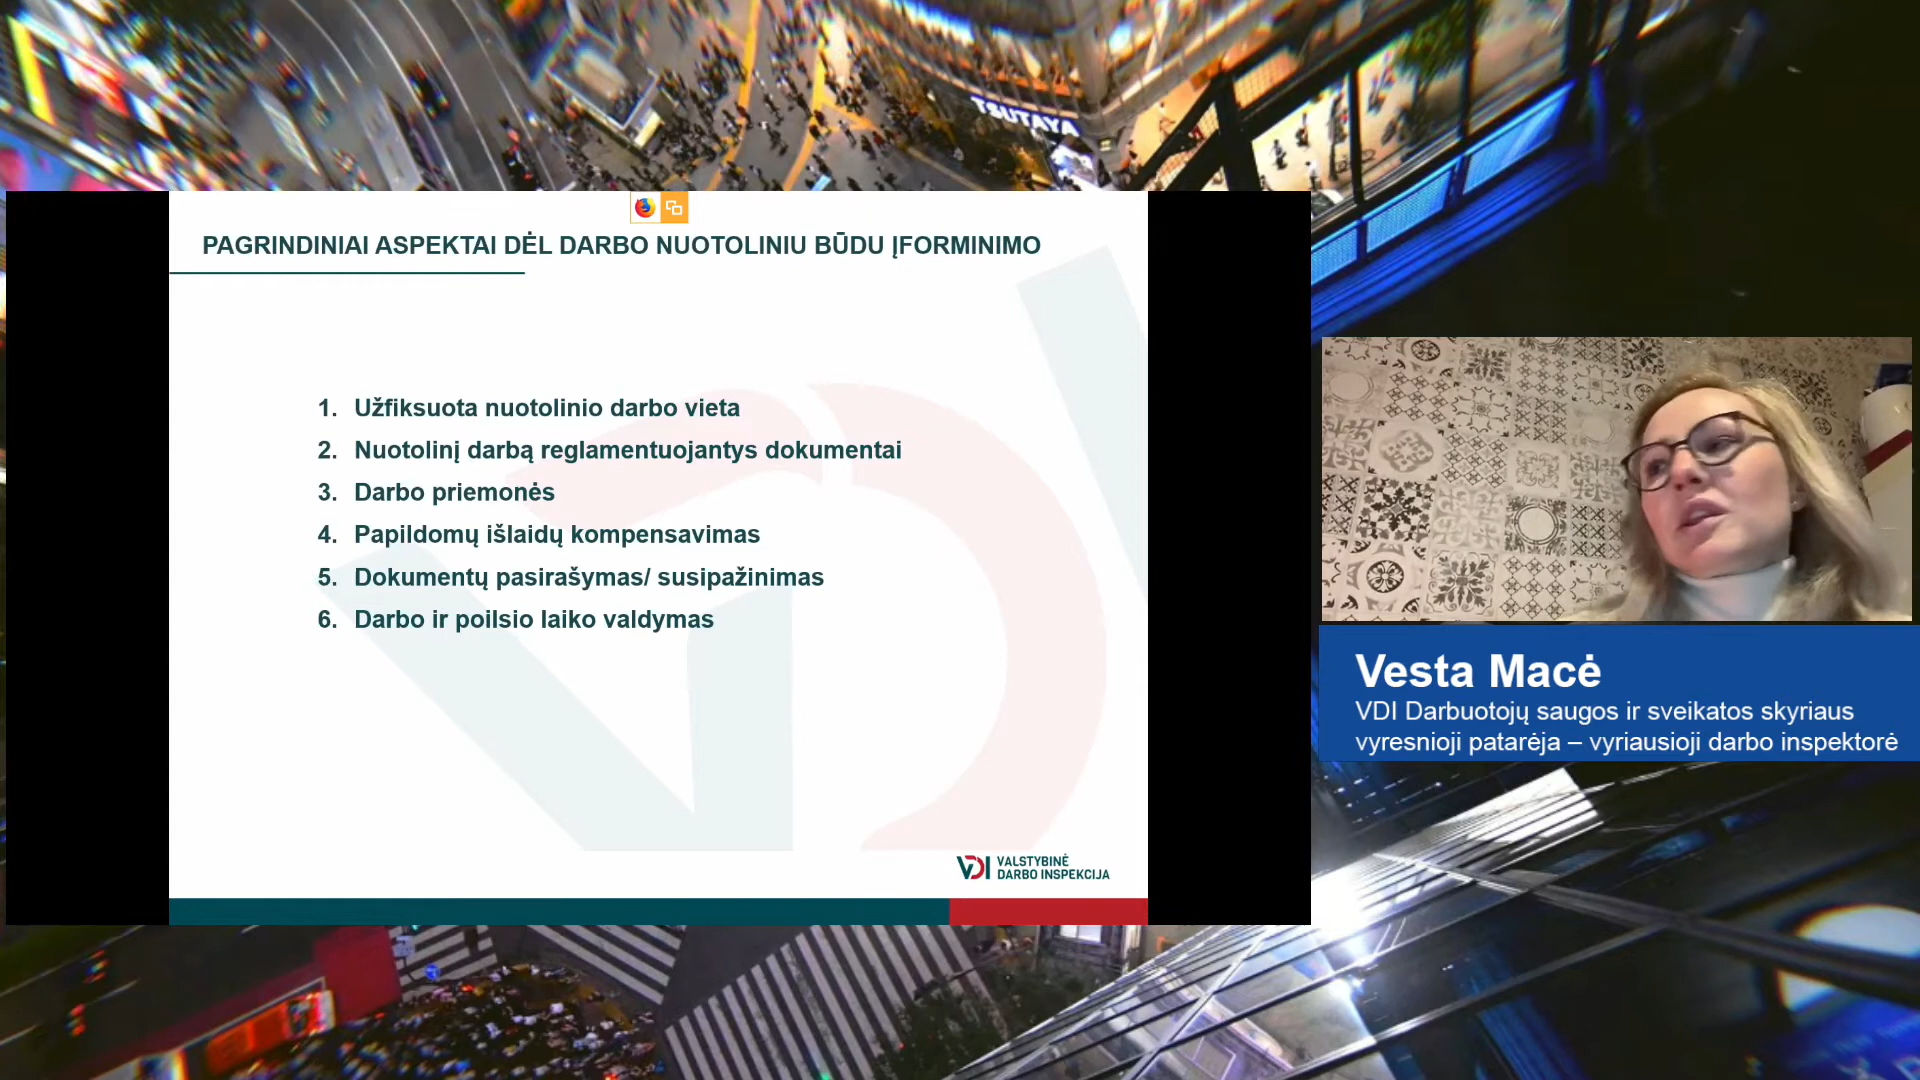 TSUTAYA
PAGRINDINIAI ASPEKTAI DĖL DARBO NUOTOLINIU BŪDU ĮFORMINIMO
1. Užfiksuota nuotolinio darbo vieta
2. Nuotolinį darbą reglamentuojantys dokumentai
3. Darbo priemonės
4. Papildomų išlaidų kompensavimas
5. Dokumentų pasirašymas/ susipažinimas
6. Darbo ir poilsio laiko valdymas
VDI VALSTYBINĖ
DARBO INSPEKCIJA
Vesta Macė
VDI Darbuotojų saugos ir sveikatos skyriaus
vyresnioji patarėja – vyriausioji darbo inspektorė